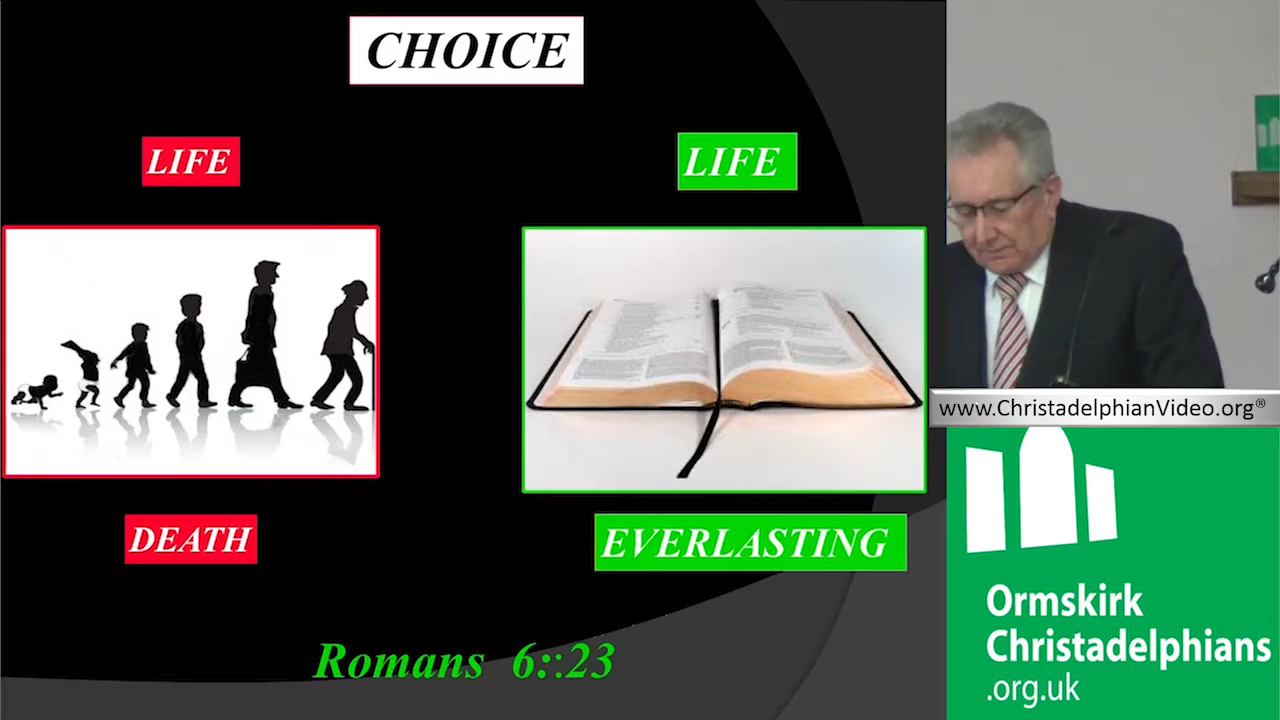 CHOICE
LIFE
LIFE
DEATH
EVERLASTING
Romans 6::23
www.ChristadelphianVideo.org®
Ormskirk
Christadelphians
.org.uk